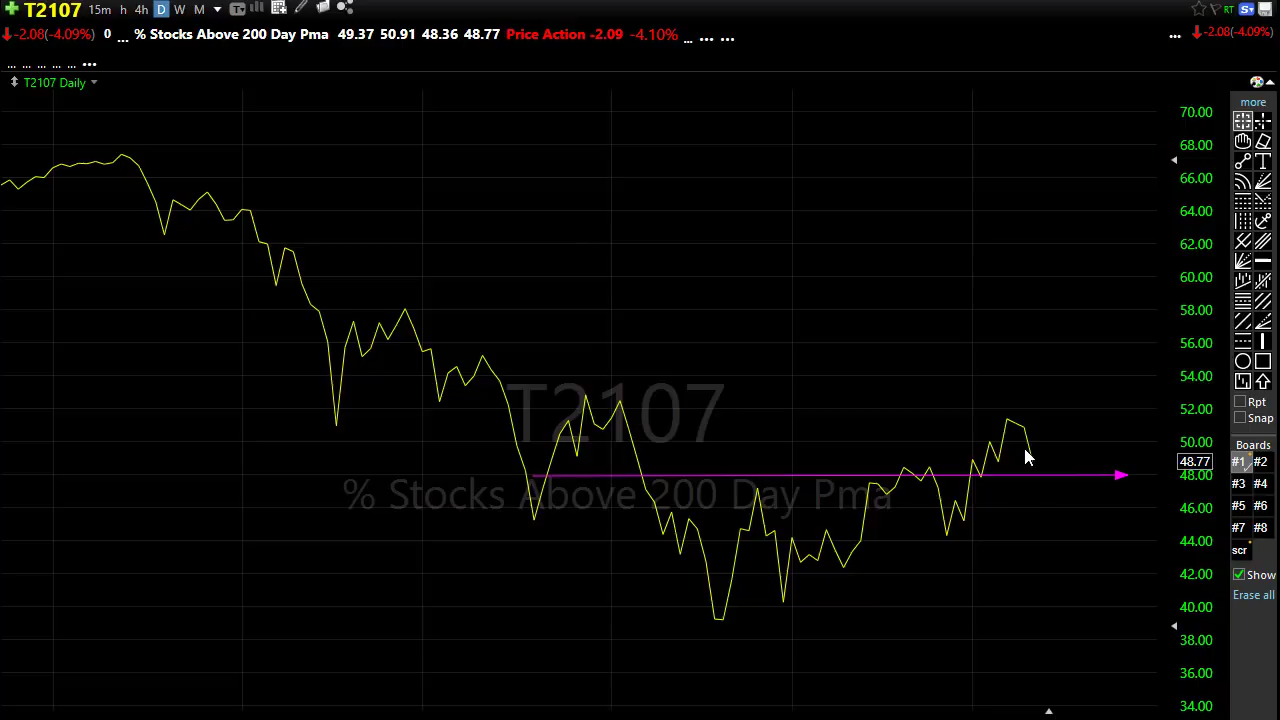 T2107 15m h 4h D W M
RT S
-2.08(-4.09%) 0 ... % Stocks Above 200 Day Pma 49.37 50.91 48.36 48.77 Price Action -2.09 -4.10% ... ... ... ... -2.08(-4.09%)
... ... ... ... ... ...
T2107 Daily
more
70.00
68.00
66.00
64.00
62.00
60.00
58.00
56.00
54.00
52.00
50.00
48.77
48.00
46.00
44.00
42.00
40.00
38.00
36.00
34.00
T2107
% Stocks Above 200 Day Pma
T
Rpt
Snap
Boards
#1 #2
#3 #4
#5 #6
#7 #8
scr
Show
Erase all